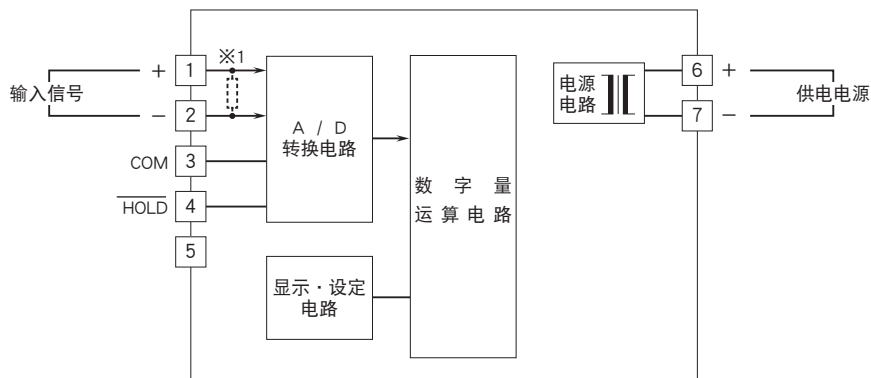 ※1
+ 1
输入信号
− 2
A / D
转换电路
COM 3
HOLD 4
5
数 字 量
运 算 电 路
显示·设定
电路
电源
电路
6 +
供电电源
7 −